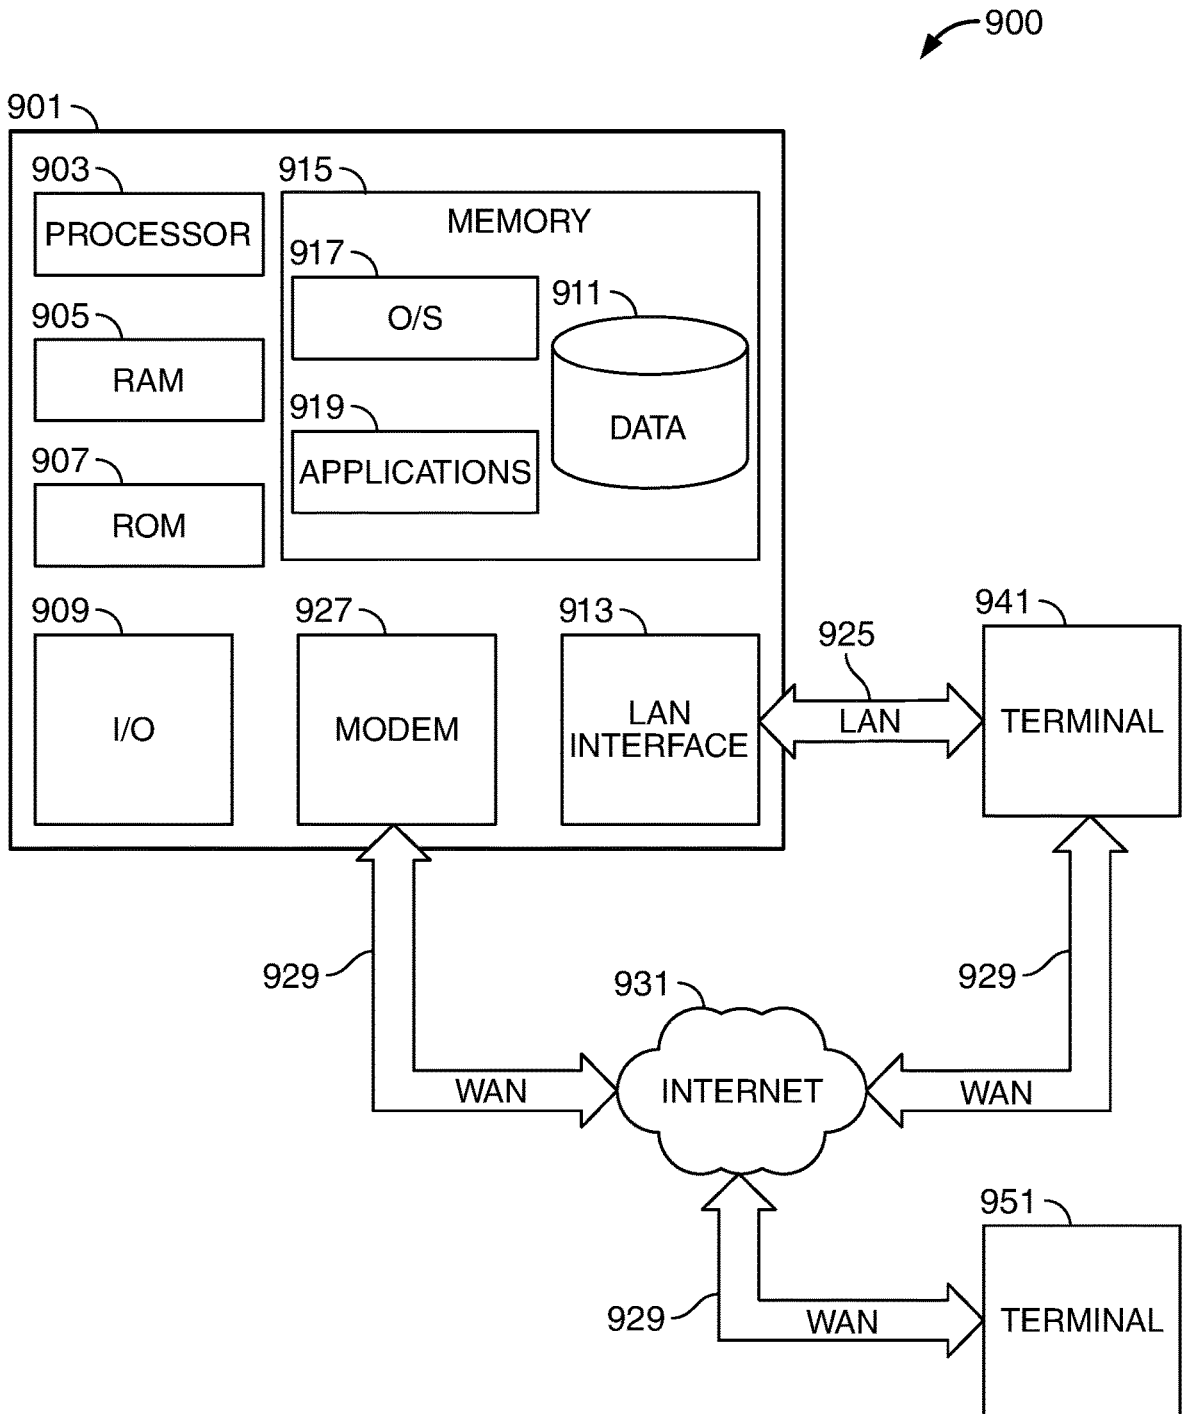 900
901
903
PROCESSOR
905
RAM
907
ROM
915
MEMORY
917
O/S
911
DATA
919
APPLICATIONS
909
I/O
927
MODEM
913
LAN
INTERFACE
925
LAN
941
TERMINAL
929
WAN
931
INTERNET
929
WAN
929
WAN
951
TERMINAL